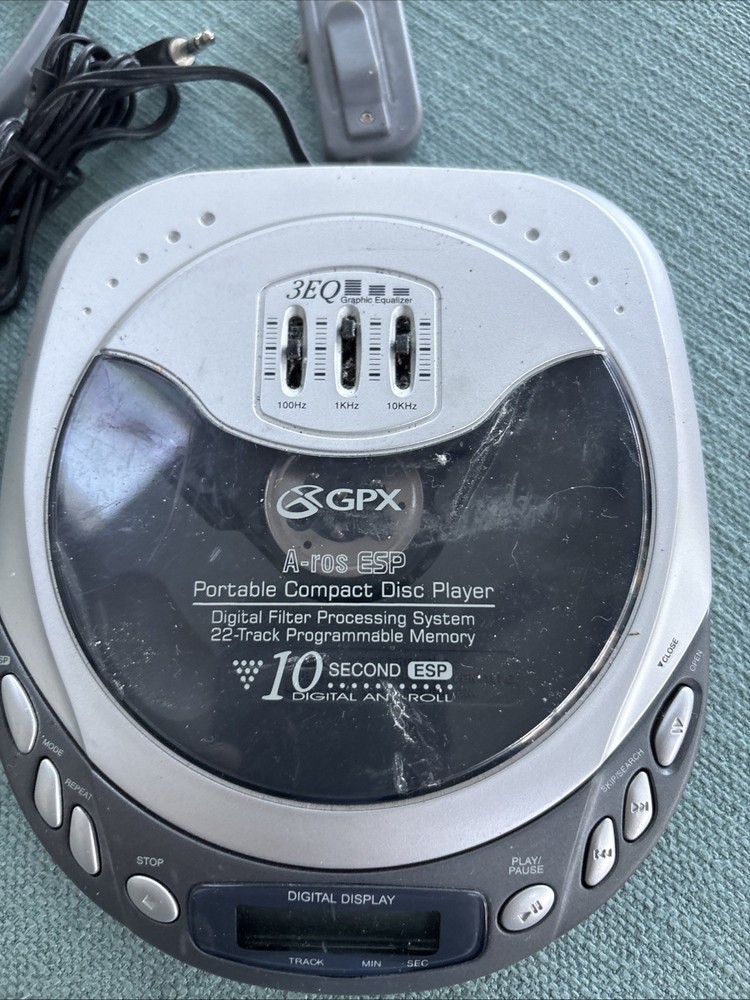 3EQ
Graphic Equalizer
100Hz 1KHz 10KHz
GPX
A-ros ESP
Portable Compact Disc Player
Digital Filter Processing System
22-Track Programmable Memory
10 SECOND ESP
DIGITAL ANTI-ROLL
▼CLOSE OPEN
SP
MODE
REPEAT
SKIP/SEARCH
STOP
PLAY/
PAUSE
DIGITAL DISPLAY
TRACK MIN SEC